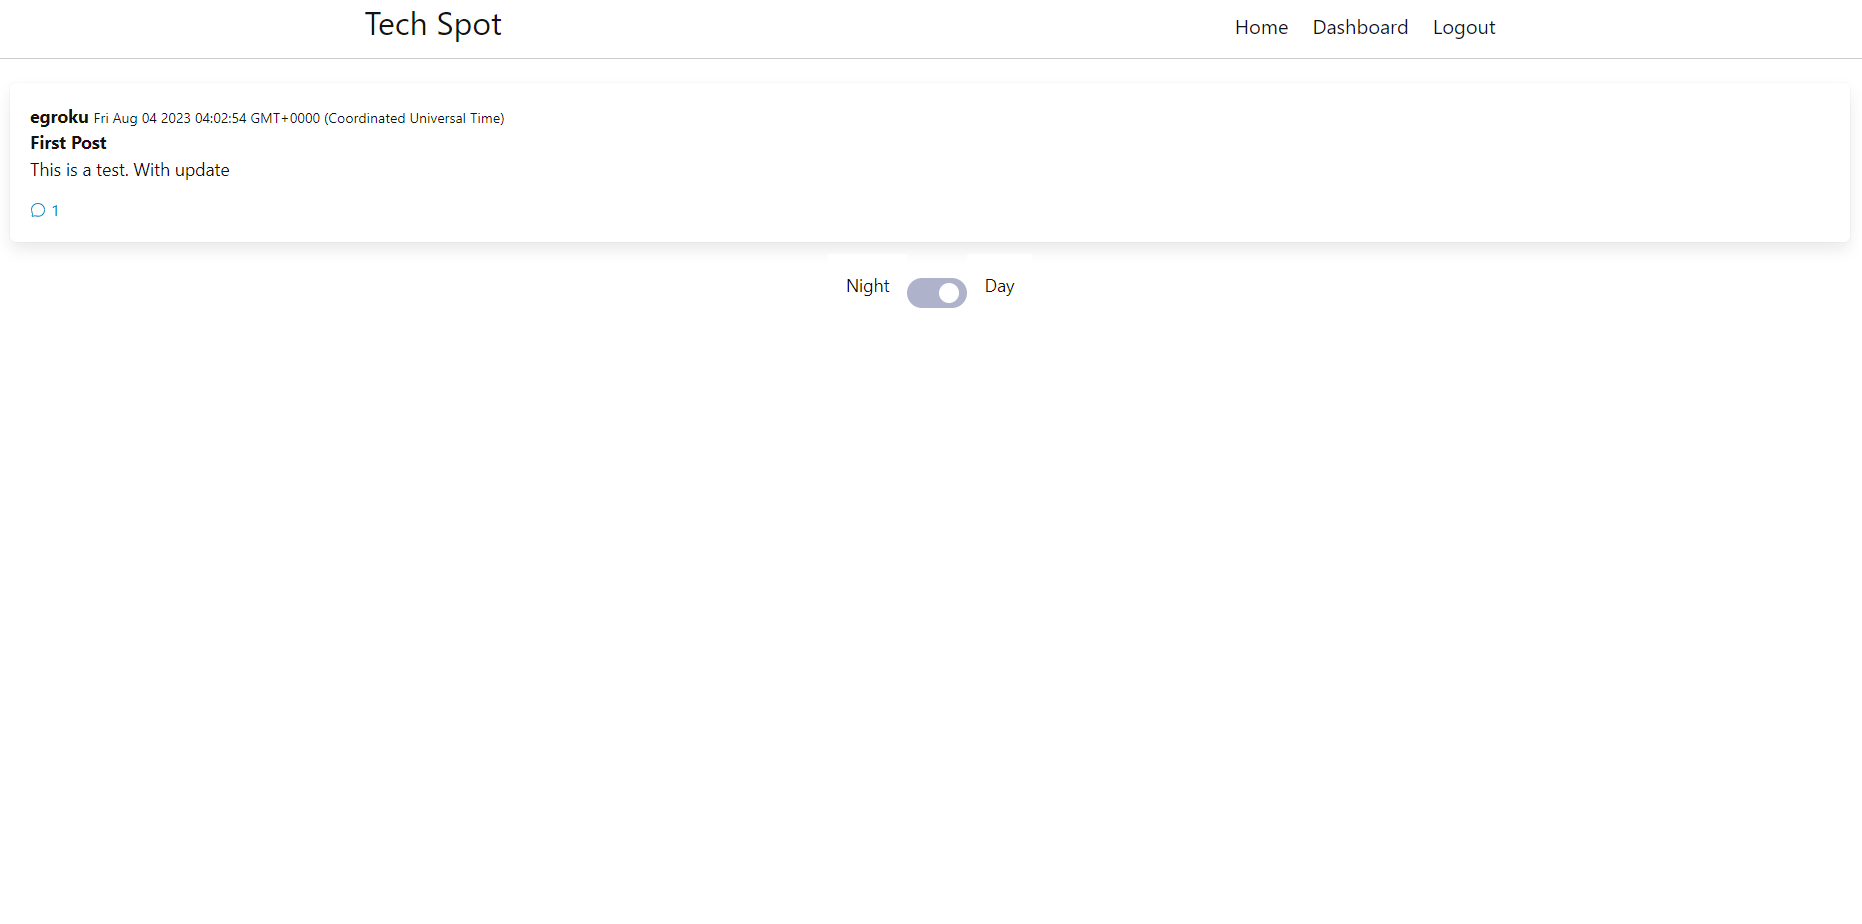 Tech Spot
Home Dashboard Logout
egroku Fri Aug 04 2023 04:02:54 GMT+0000 (Coordinated Universal Time)
First Post
This is a test. With update
1
Night Day